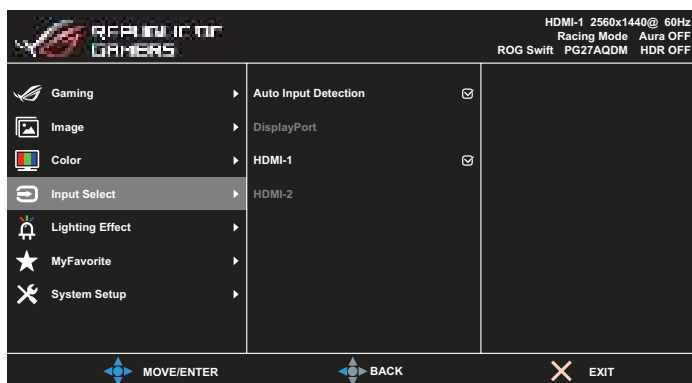 REPUBLIC OF
GAMERS
HDMI-1 2560x1440@ 60Hz
Racing Mode Aura OFF
ROG Swift PG27AQDM HDR OFF
Gaming
Image
Color
Input Select
Lighting Effect
MyFavorite
System Setup
Auto Input Detection
DisplayPort
HDMI-1
HDMI-2
MOVE/ENTER
BACK
EXIT